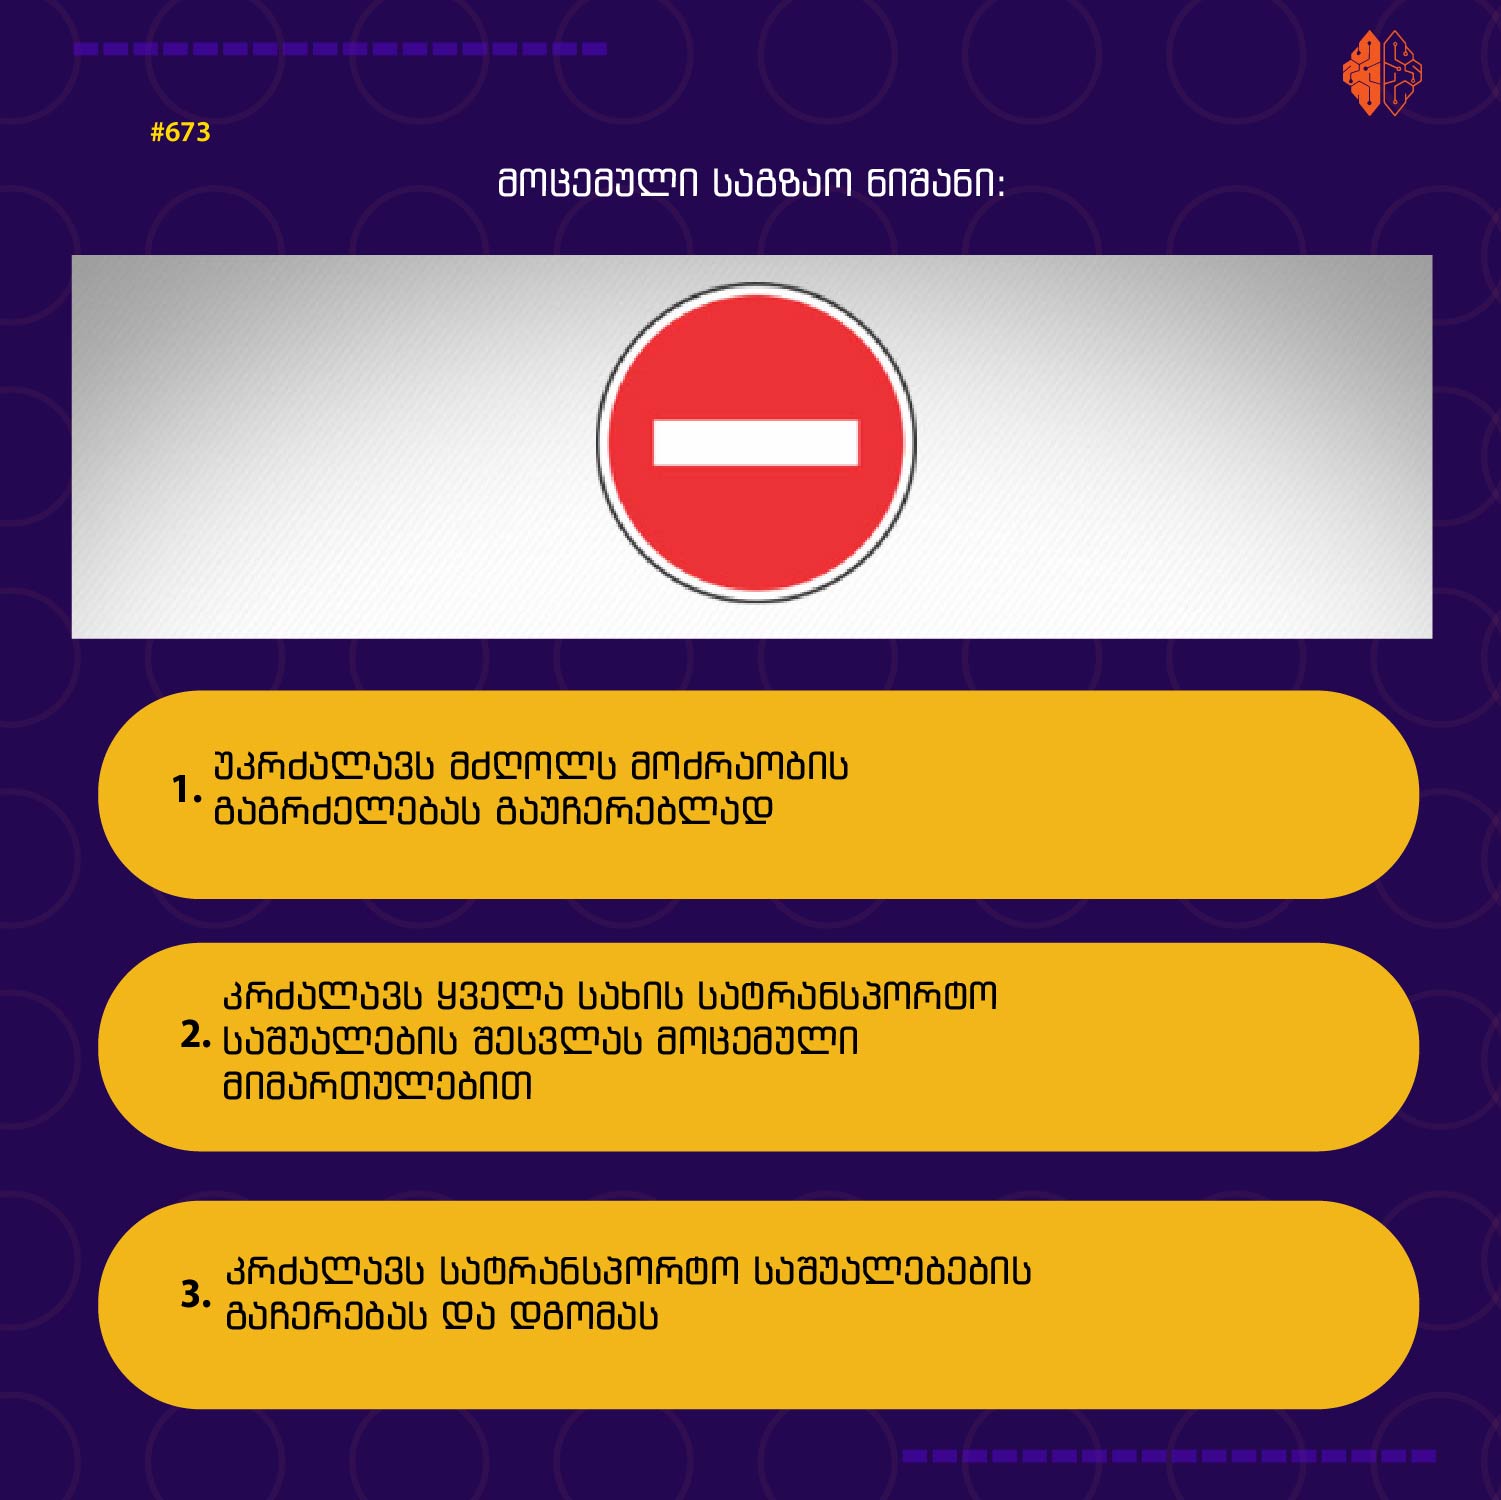 #673
მოცემული საგზაო ნიშანი:
1. უკრძალავს მძღოლს მოძრაობის
გაგრძელებას გაუჩერებლად
2. კრძალავს ყველა სახის სატრანსპორტო
საშუალების შესვლას მოცემული
მიმართულებით
3. კრძალავს სატრანსპორტო საშუალებების
გაჩერებას და დგომას